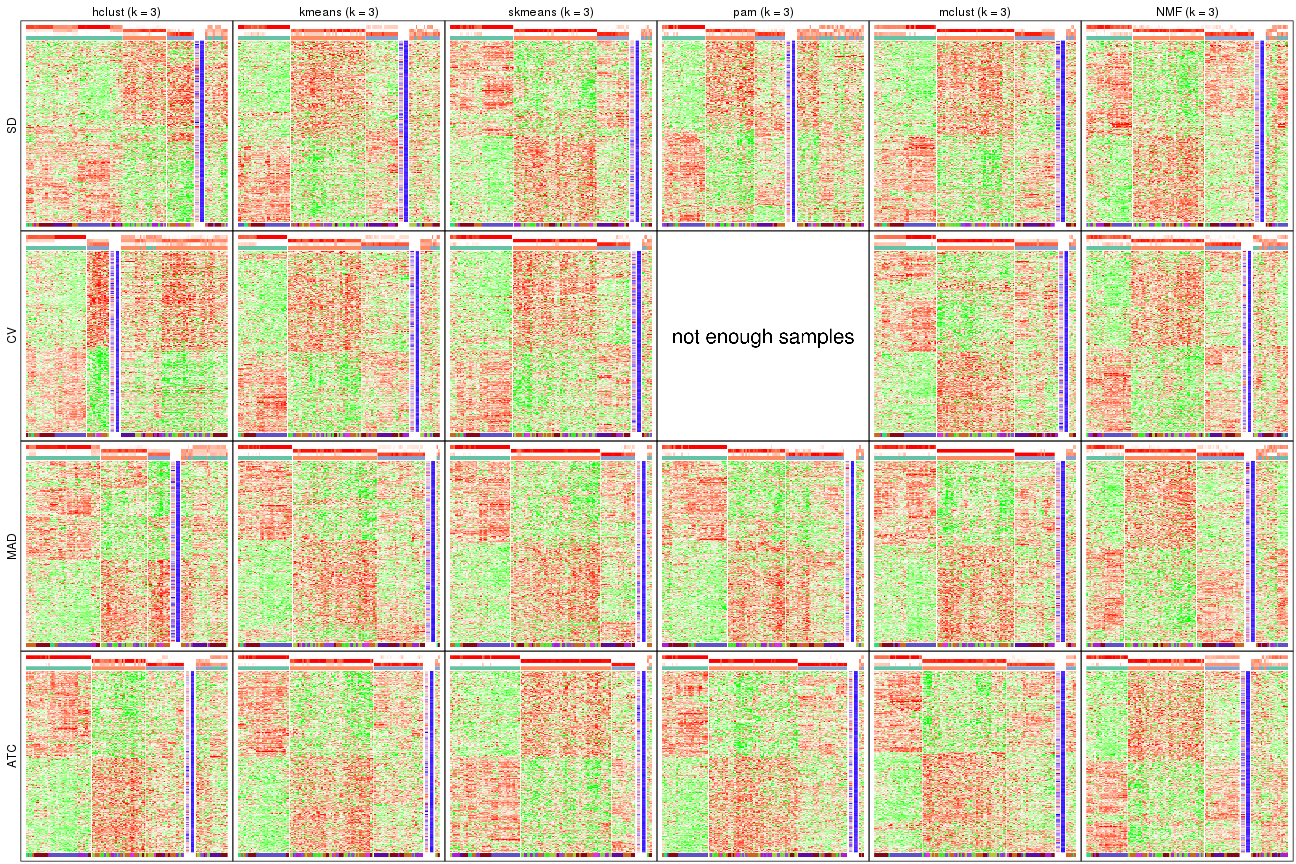 hclust (k = 3) kmeans (k = 3) skmeans (k = 3) pam (k = 3) mclust (k = 3) NMF (k = 3)
SD
CV
not enough samples
MAD
ATC